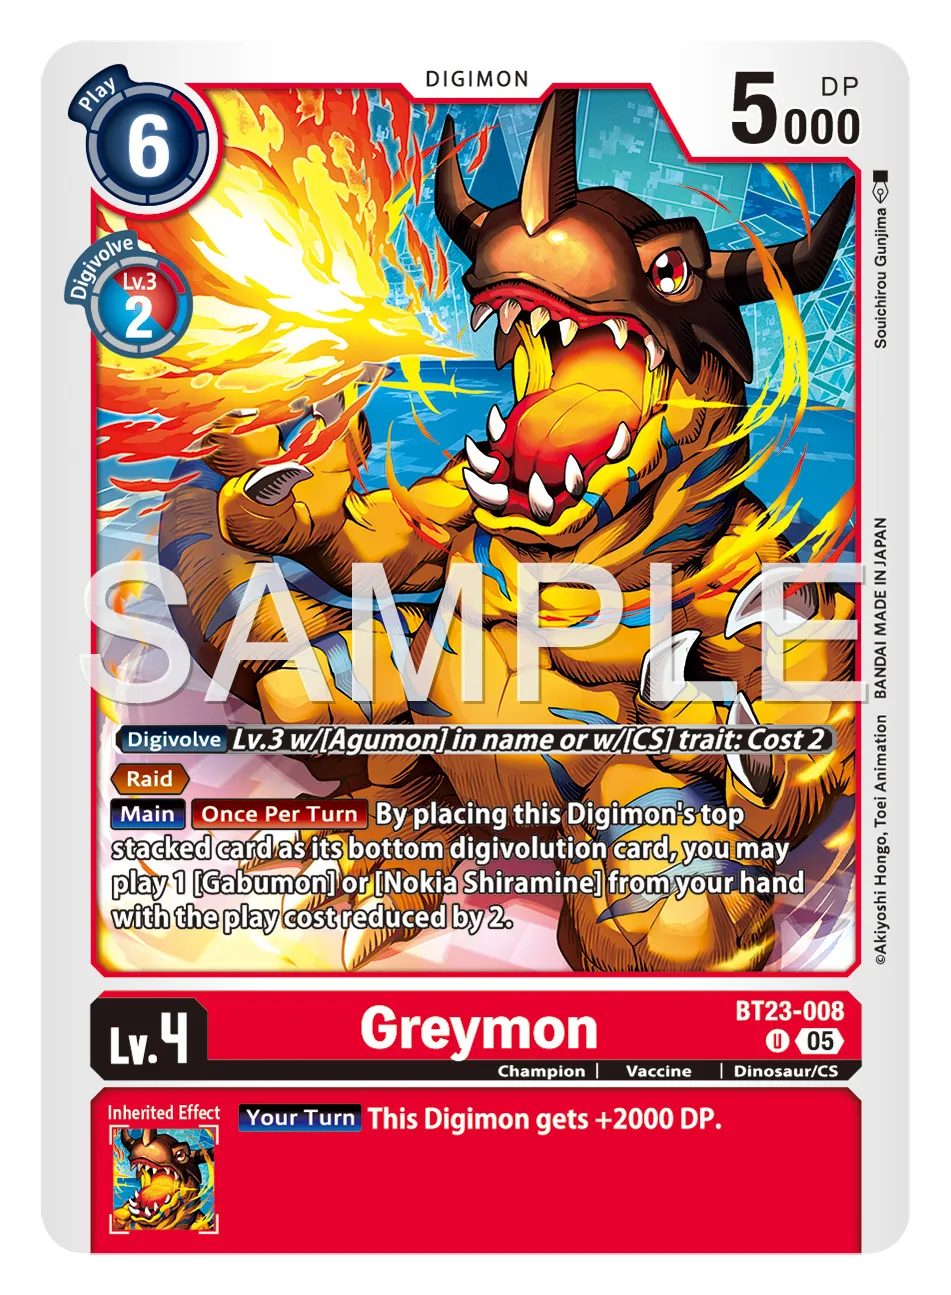 DIGIMON
Play
6
DP
5000
Digivolve
Lv.3
2
Souichirou Gunjima
SAMPLE
BANDAI MADE IN JAPAN
©Akiyoshi Hongo, Toei Animation
Digivolve Lv.3 w/[Agumon] in name or w/[CS] trait: Cost 2
Raid
Main Once Per Turn By placing this Digimon's top
stacked card as its bottom digivolution card, you may
play 1 [Gabumon] or [Nokia Shiramine] from your hand
with the play cost reduced by 2.
Lv.4
Greymon
BT23-008
U 05
Champion | Vaccine | Dinosaur/CS
Inherited Effect
Your Turn This Digimon gets +2000 DP.